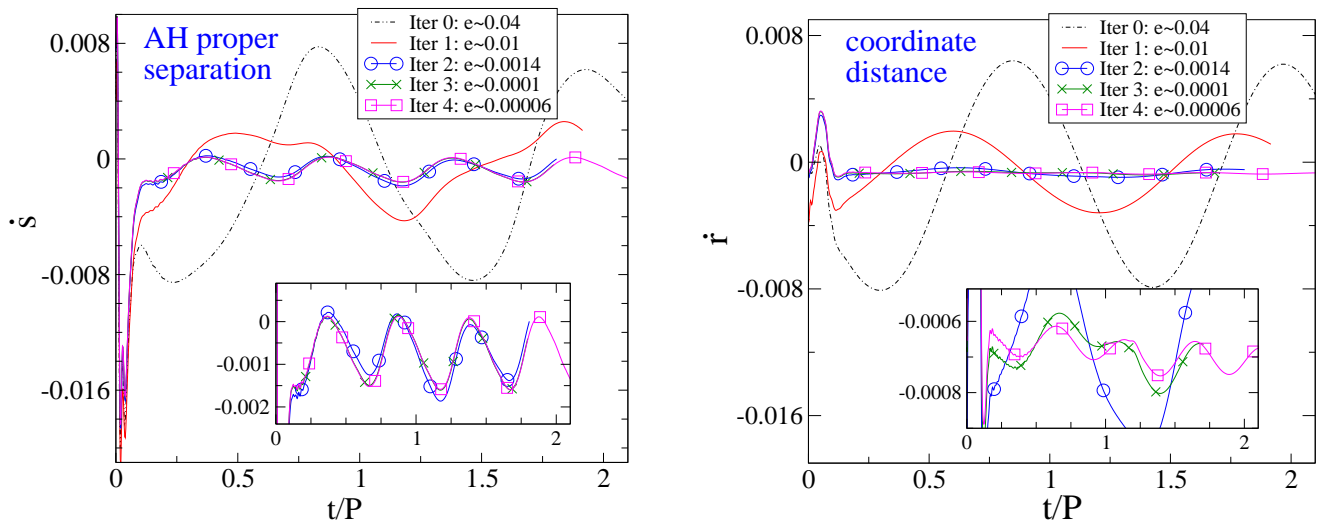 AH proper
separation
Iter 0: e~0.04
Iter 1: e~0.01
Iter 2: e~0.0014
Iter 3: e~0.0001
Iter 4: e~0.00006
0.008
0
-0.008
-0.016
ṡ
0
-0.001
-0.002
0
1
2
0
0.5
1
1.5
2
t/P
coordinate
distance
Iter 0: e~0.04
Iter 1: e~0.01
Iter 2: e~0.0014
Iter 3: e~0.0001
Iter 4: e~0.00006
0.008
0
-0.008
-0.016
ṙ
-0.0006
-0.0008
0
1
2
0
0.5
1
1.5
2
t/P